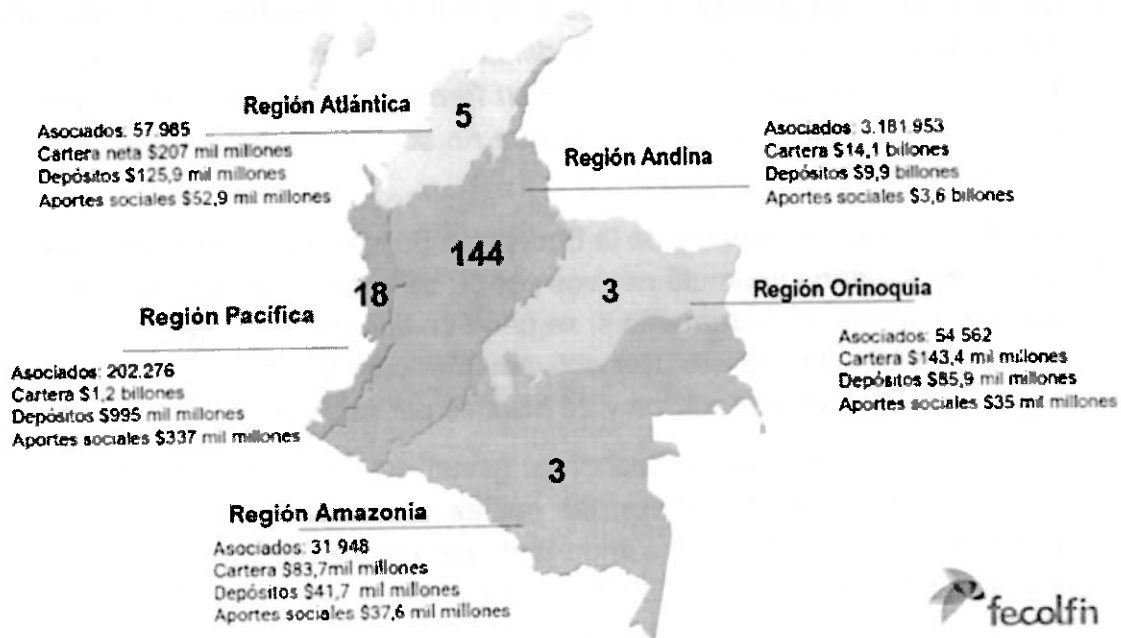 Región Atlántica
5
Asociados: 57.985
Cartera neta $207 mil millones
Depósitos $125,9 mil millones
Aportes sociales $52,9 mil millones
Región Andina
144
Asociados: 3.181.953
Cartera $14,1 billones
Depósitos $9,9 billones
Aportes sociales $3,6 billones
18
Región Pacífica
Asociados: 202.276
Cartera $1,2 billones
Depósitos $995 mil millones
Aportes sociales $337 mil millones
3
Región Orinoquia
Asociados: 54 562
Cartera $143,4 mil millones
Depósitos $85,9 mil millones
Aportes sociales $35 mil millones
3
Región Amazonía
Asociados: 31 948
Cartera $83,7mil millones
Depósitos $41,7 mil millones
Aportes sociales $37,6 mil millones
fecolfin